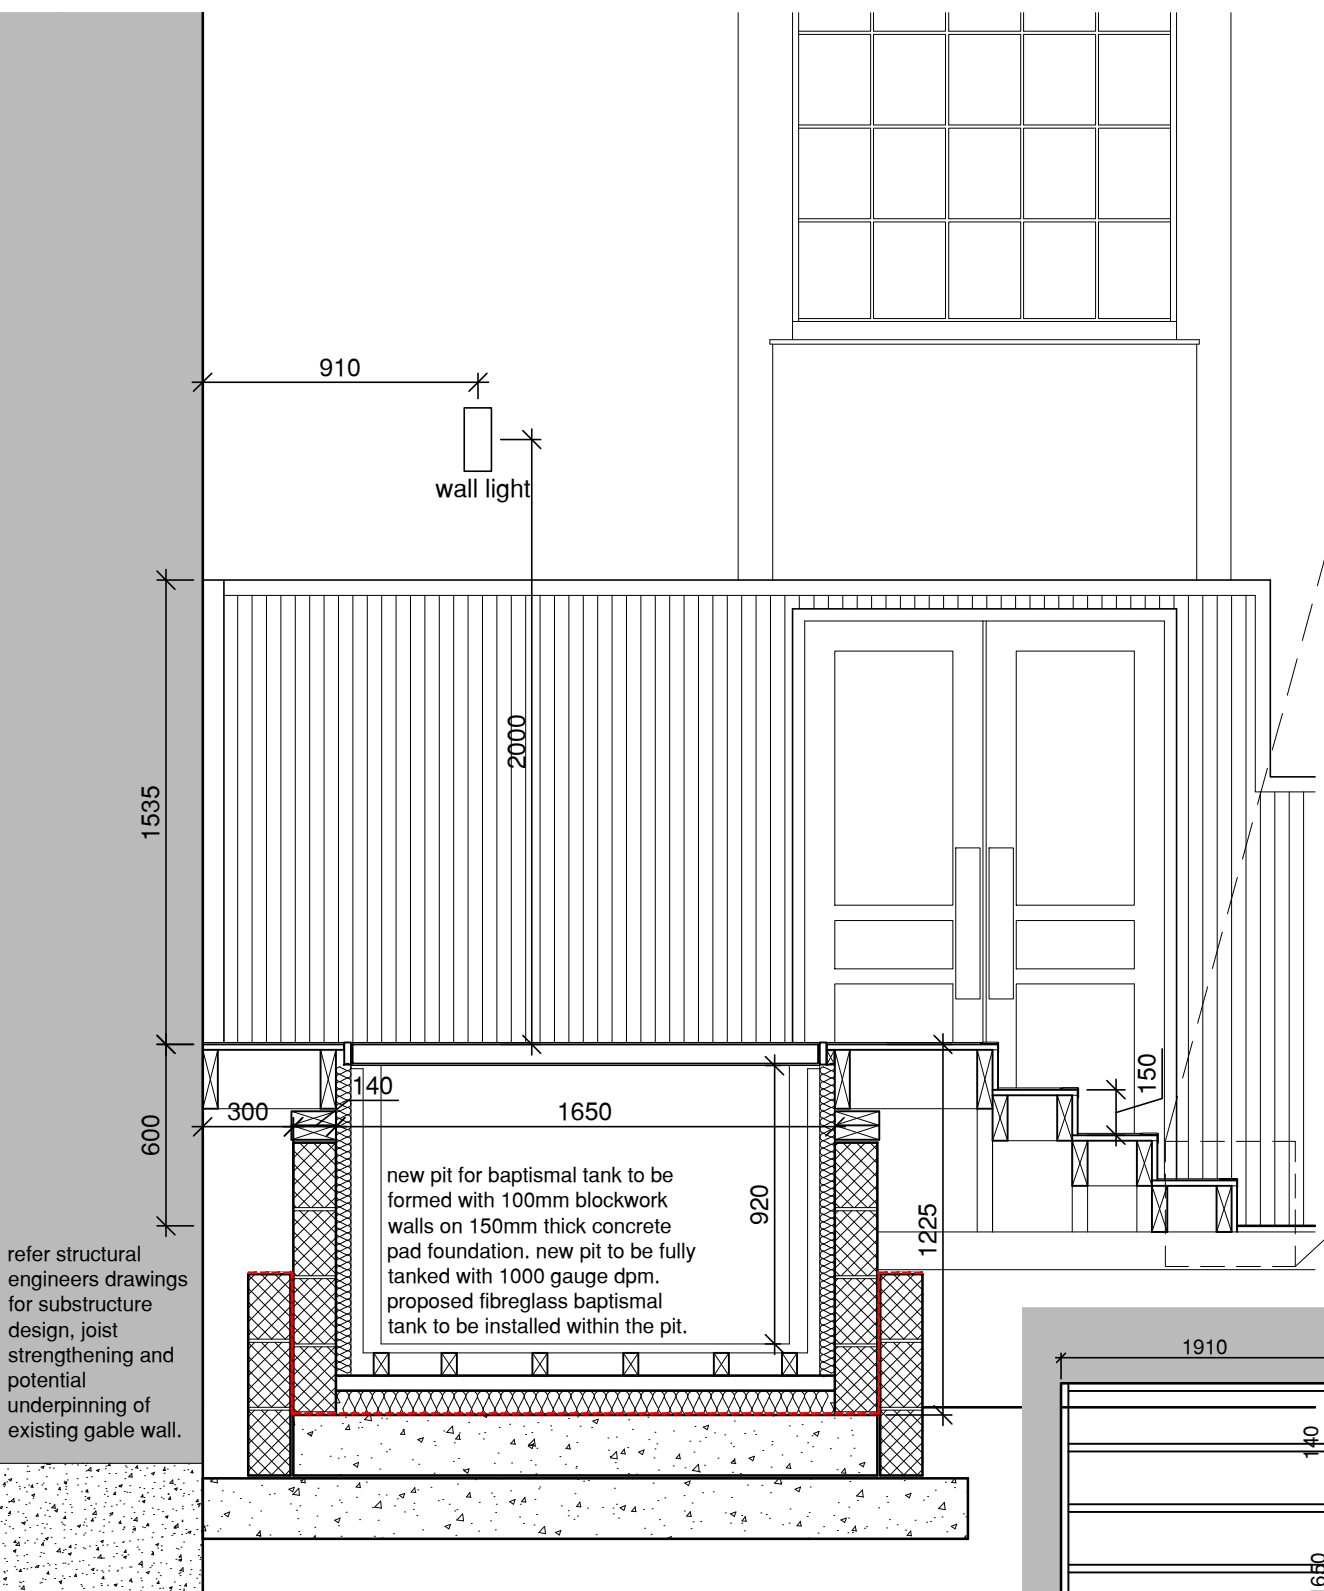 910
wall light
2000
1535
140
300
1650
150
600
new pit for baptismal tank to be
formed with 100mm blockwork
walls on 150mm thick concrete
pad foundation. new pit to be fully
tanked with 1000 gauge dpm.
proposed fibreglass baptismal
tank to be installed within the pit.
920
1225
refer structural
engineers drawings
for substructure
design, joist
strengthening and
potential
underpinning of
existing gable wall.
1910
140
1650